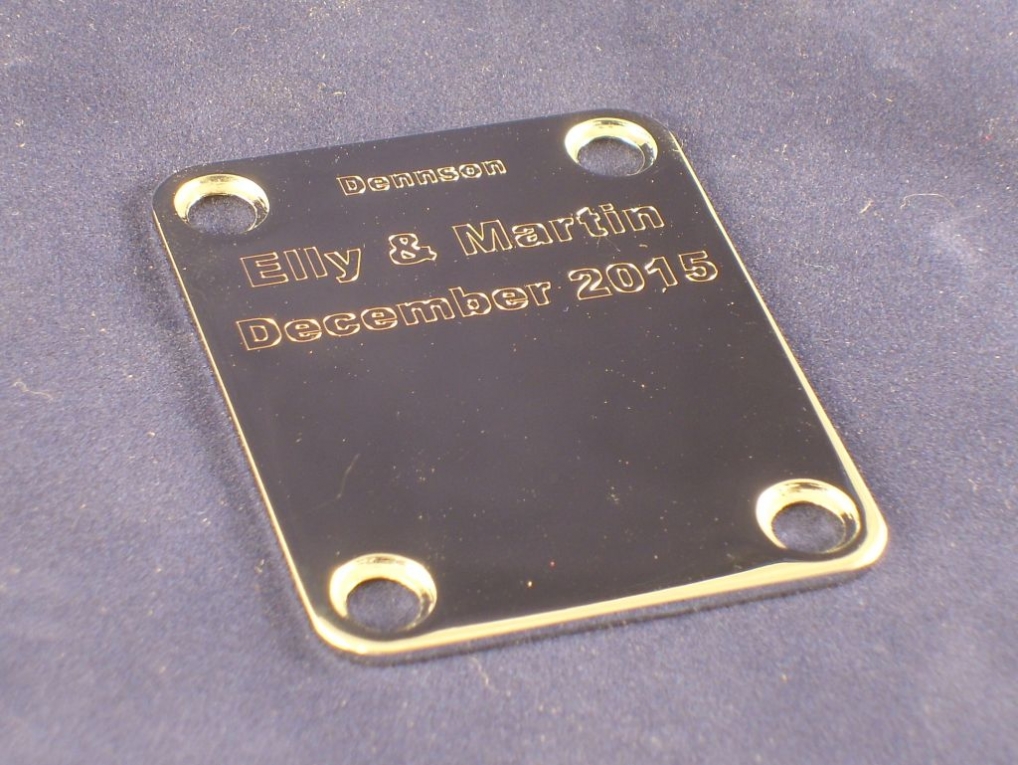 Dennson
Elly & Martin
December 2015